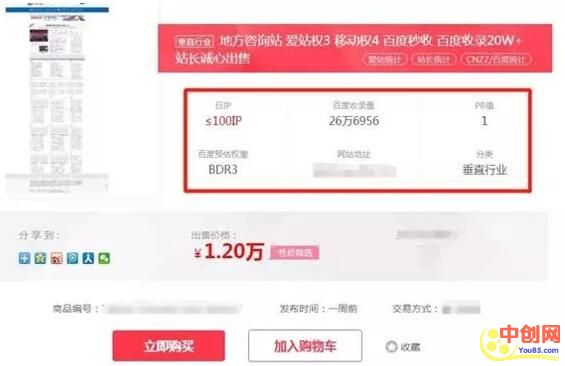 垂直行业 地方咨询站 爱站权3 移动权4 百度秒收 百度收录20W+
站长诚心出售
爱站统计 站长统计 CNZZ/百度统计
日IP 百度收录量 PR值
≤100IP 26万6956 1
百度预估权重 网站地址 分类
BDR3 垂直行业
分享到: 出售价格:
¥1.20万 性价精选
商品编号: 发布时间:一周前 交易方式:
立即购买 加入购物车 收藏
中创网
You85.com